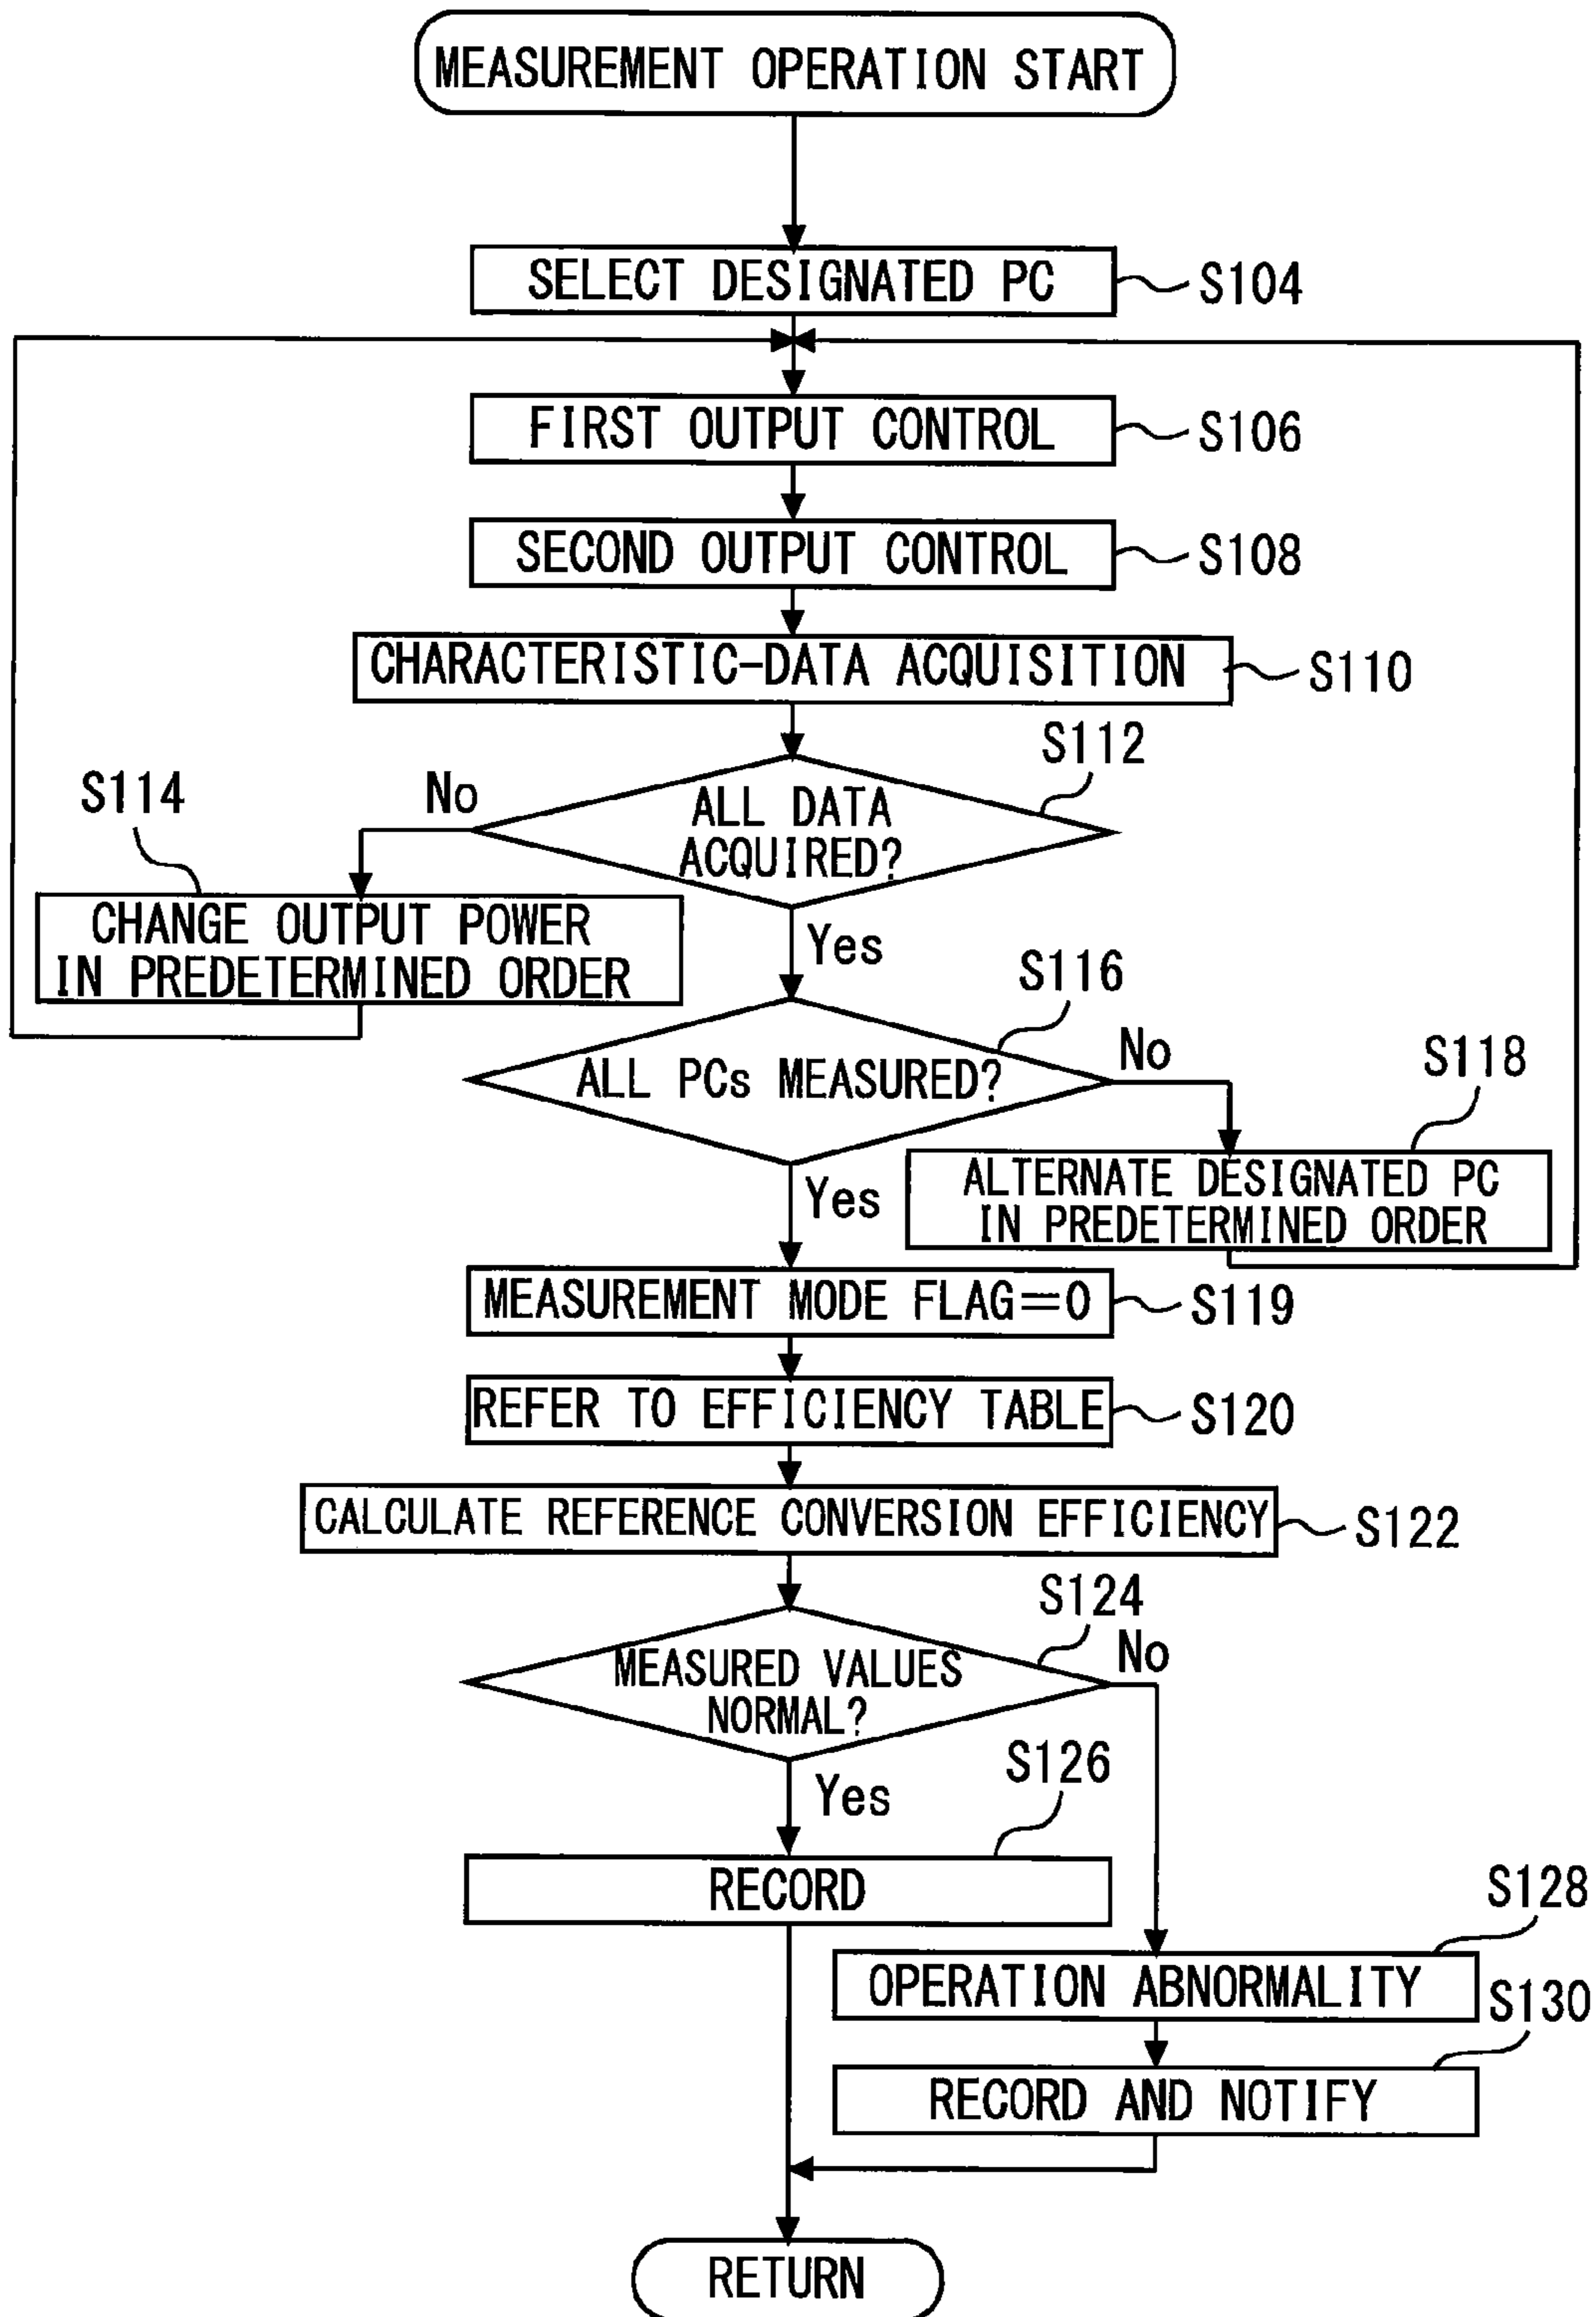 MEASUREMENT OPERATION START
SELECT DESIGNATED PC
S104
FIRST OUTPUT CONTROL
S106
SECOND OUTPUT CONTROL
S108
CHARACTERISTIC-DATA ACQUISITION
S110
S112
ALL DATA
ACQUIRED?
No
S114
CHANGE OUTPUT POWER
IN PREDETERMINED ORDER
Yes
S116
ALL PCs MEASURED?
No
S118
ALTERNATE DESIGNATED PC
IN PREDETERMINED ORDER
Yes
MEASUREMENT MODE FLAG=0
S119
REFER TO EFFICIENCY TABLE
S120
CALCULATE REFERENCE CONVERSION EFFICIENCY
S122
S124
MEASURED VALUES
NORMAL?
No
Yes
S126
RECORD
S128
OPERATION ABNORMALITY
S130
RECORD AND NOTIFY
RETURN